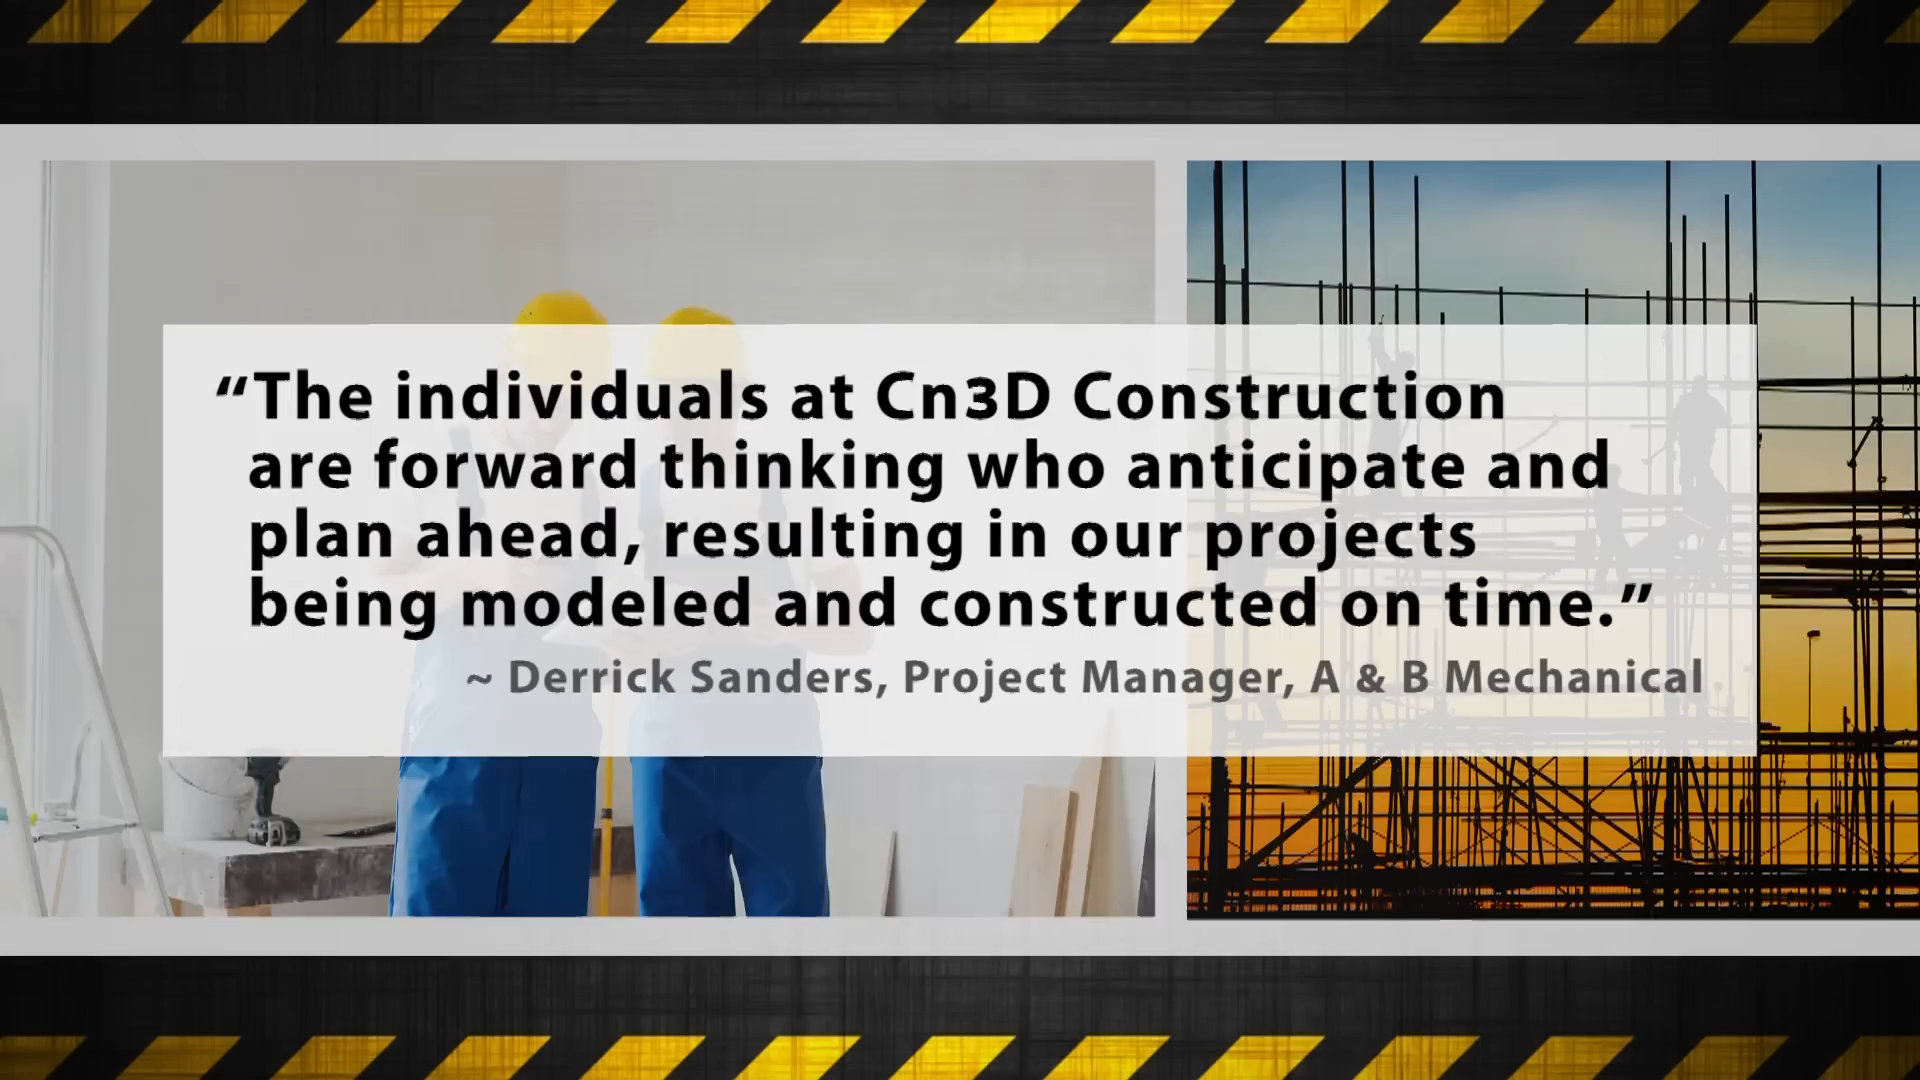 “The individuals at Cn3D Construction
are forward thinking who anticipate and
plan ahead, resulting in our projects
being modeled and constructed on time.”
~ Derrick Sanders, Project Manager, A & B Mechanical